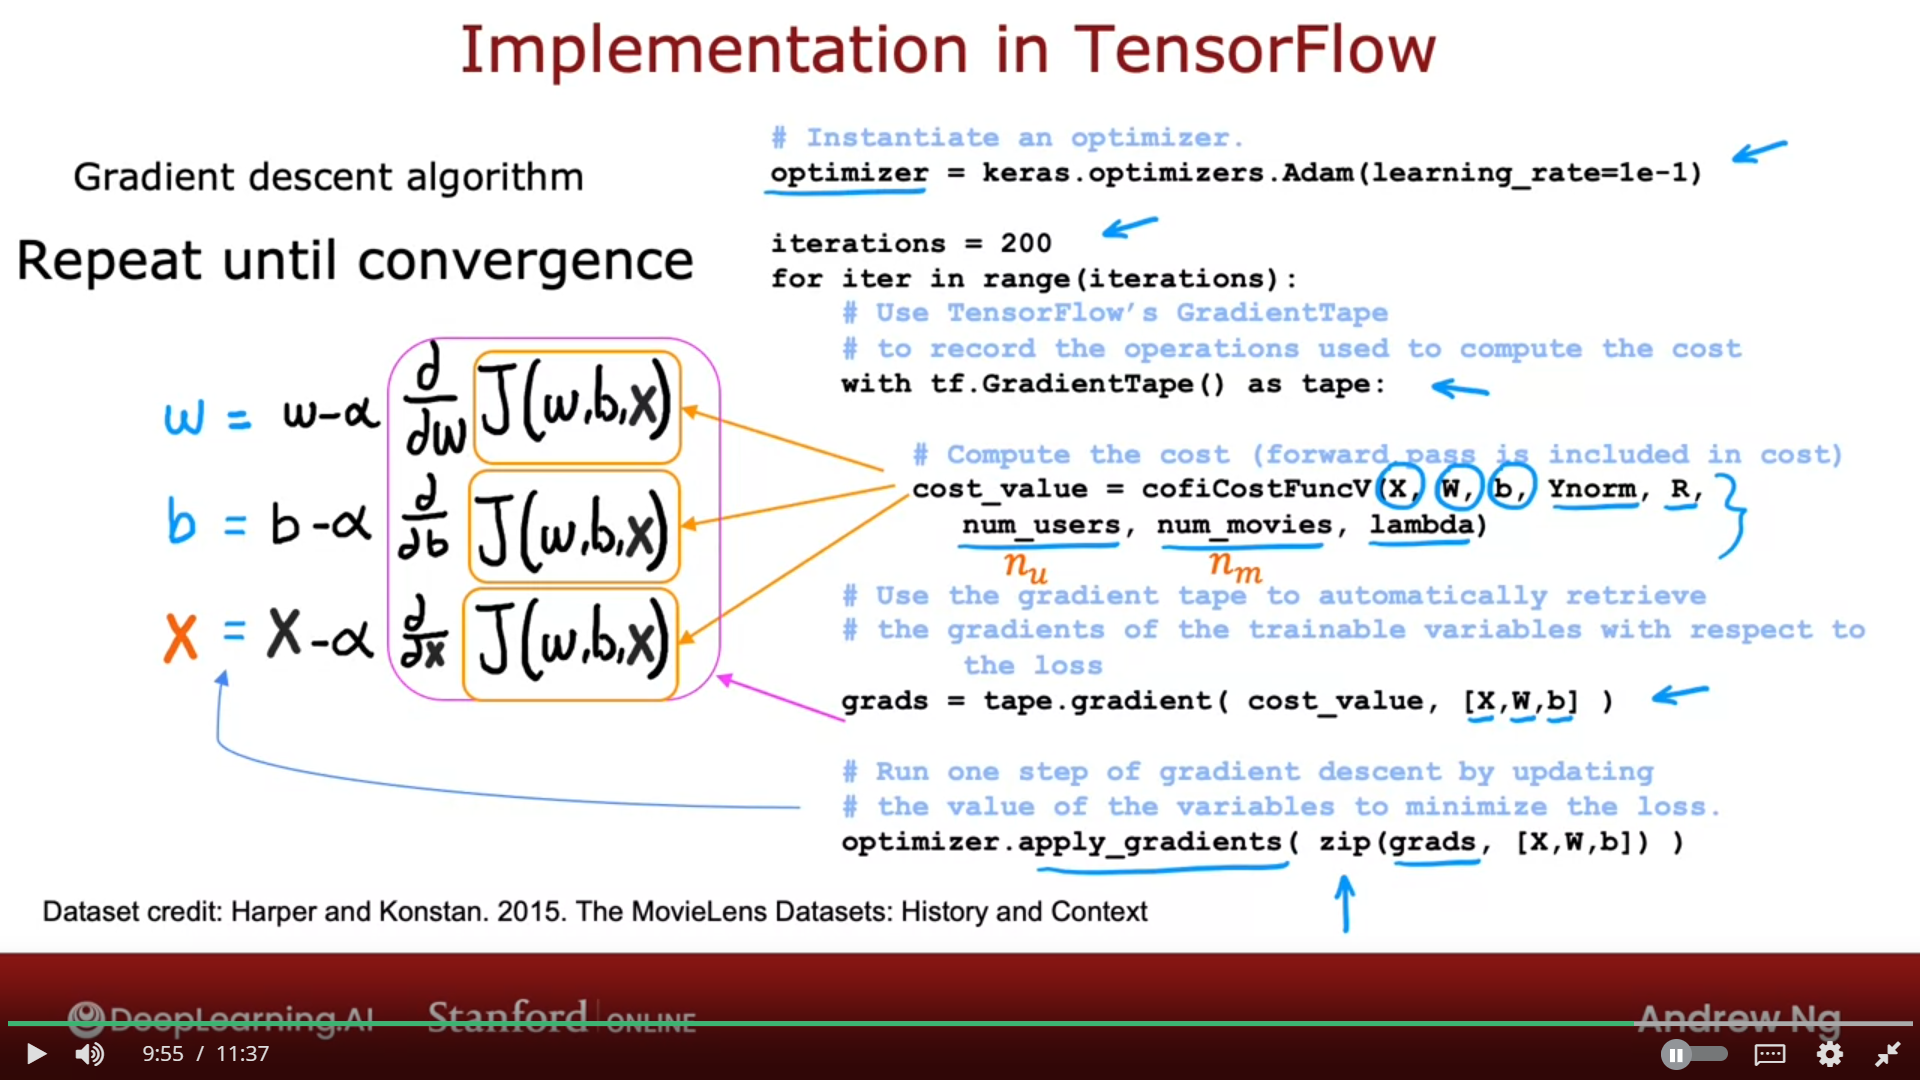 Implementation in TensorFlow
Gradient descent algorithm
Repeat until convergence
w = w-α ∂/∂w J(w,b,X)
b = b-α ∂/∂b J(w,b,X)
X = X-α ∂/∂x J(w,b,X)
# Instantiate an optimizer.
optimizer = keras.optimizers.Adam(learning_rate=1e-1)
iterations = 200
for iter in range(iterations):
# Use TensorFlow’s GradientTape
# to record the operations used to compute the cost
with tf.GradientTape() as tape:
# Compute the cost (forward pass is included in cost)
cost_value = cofiCostFuncV(X, W, b, Ynorm, R,
num_users, num_movies, lambda)
nu nm
# Use the gradient tape to automatically retrieve
# the gradients of the trainable variables with respect to
the loss
grads = tape.gradient( cost_value, [X,W,b] )
# Run one step of gradient descent by updating
# the value of the variables to minimize the loss.
optimizer.apply_gradients( zip(grads, [X,W,b]) )
Dataset credit: Harper and Konstan. 2015. The MovieLens Datasets: History and Context
DeepLearning.AI Stanford ONLINE Andrew Ng
9:55 / 11:37